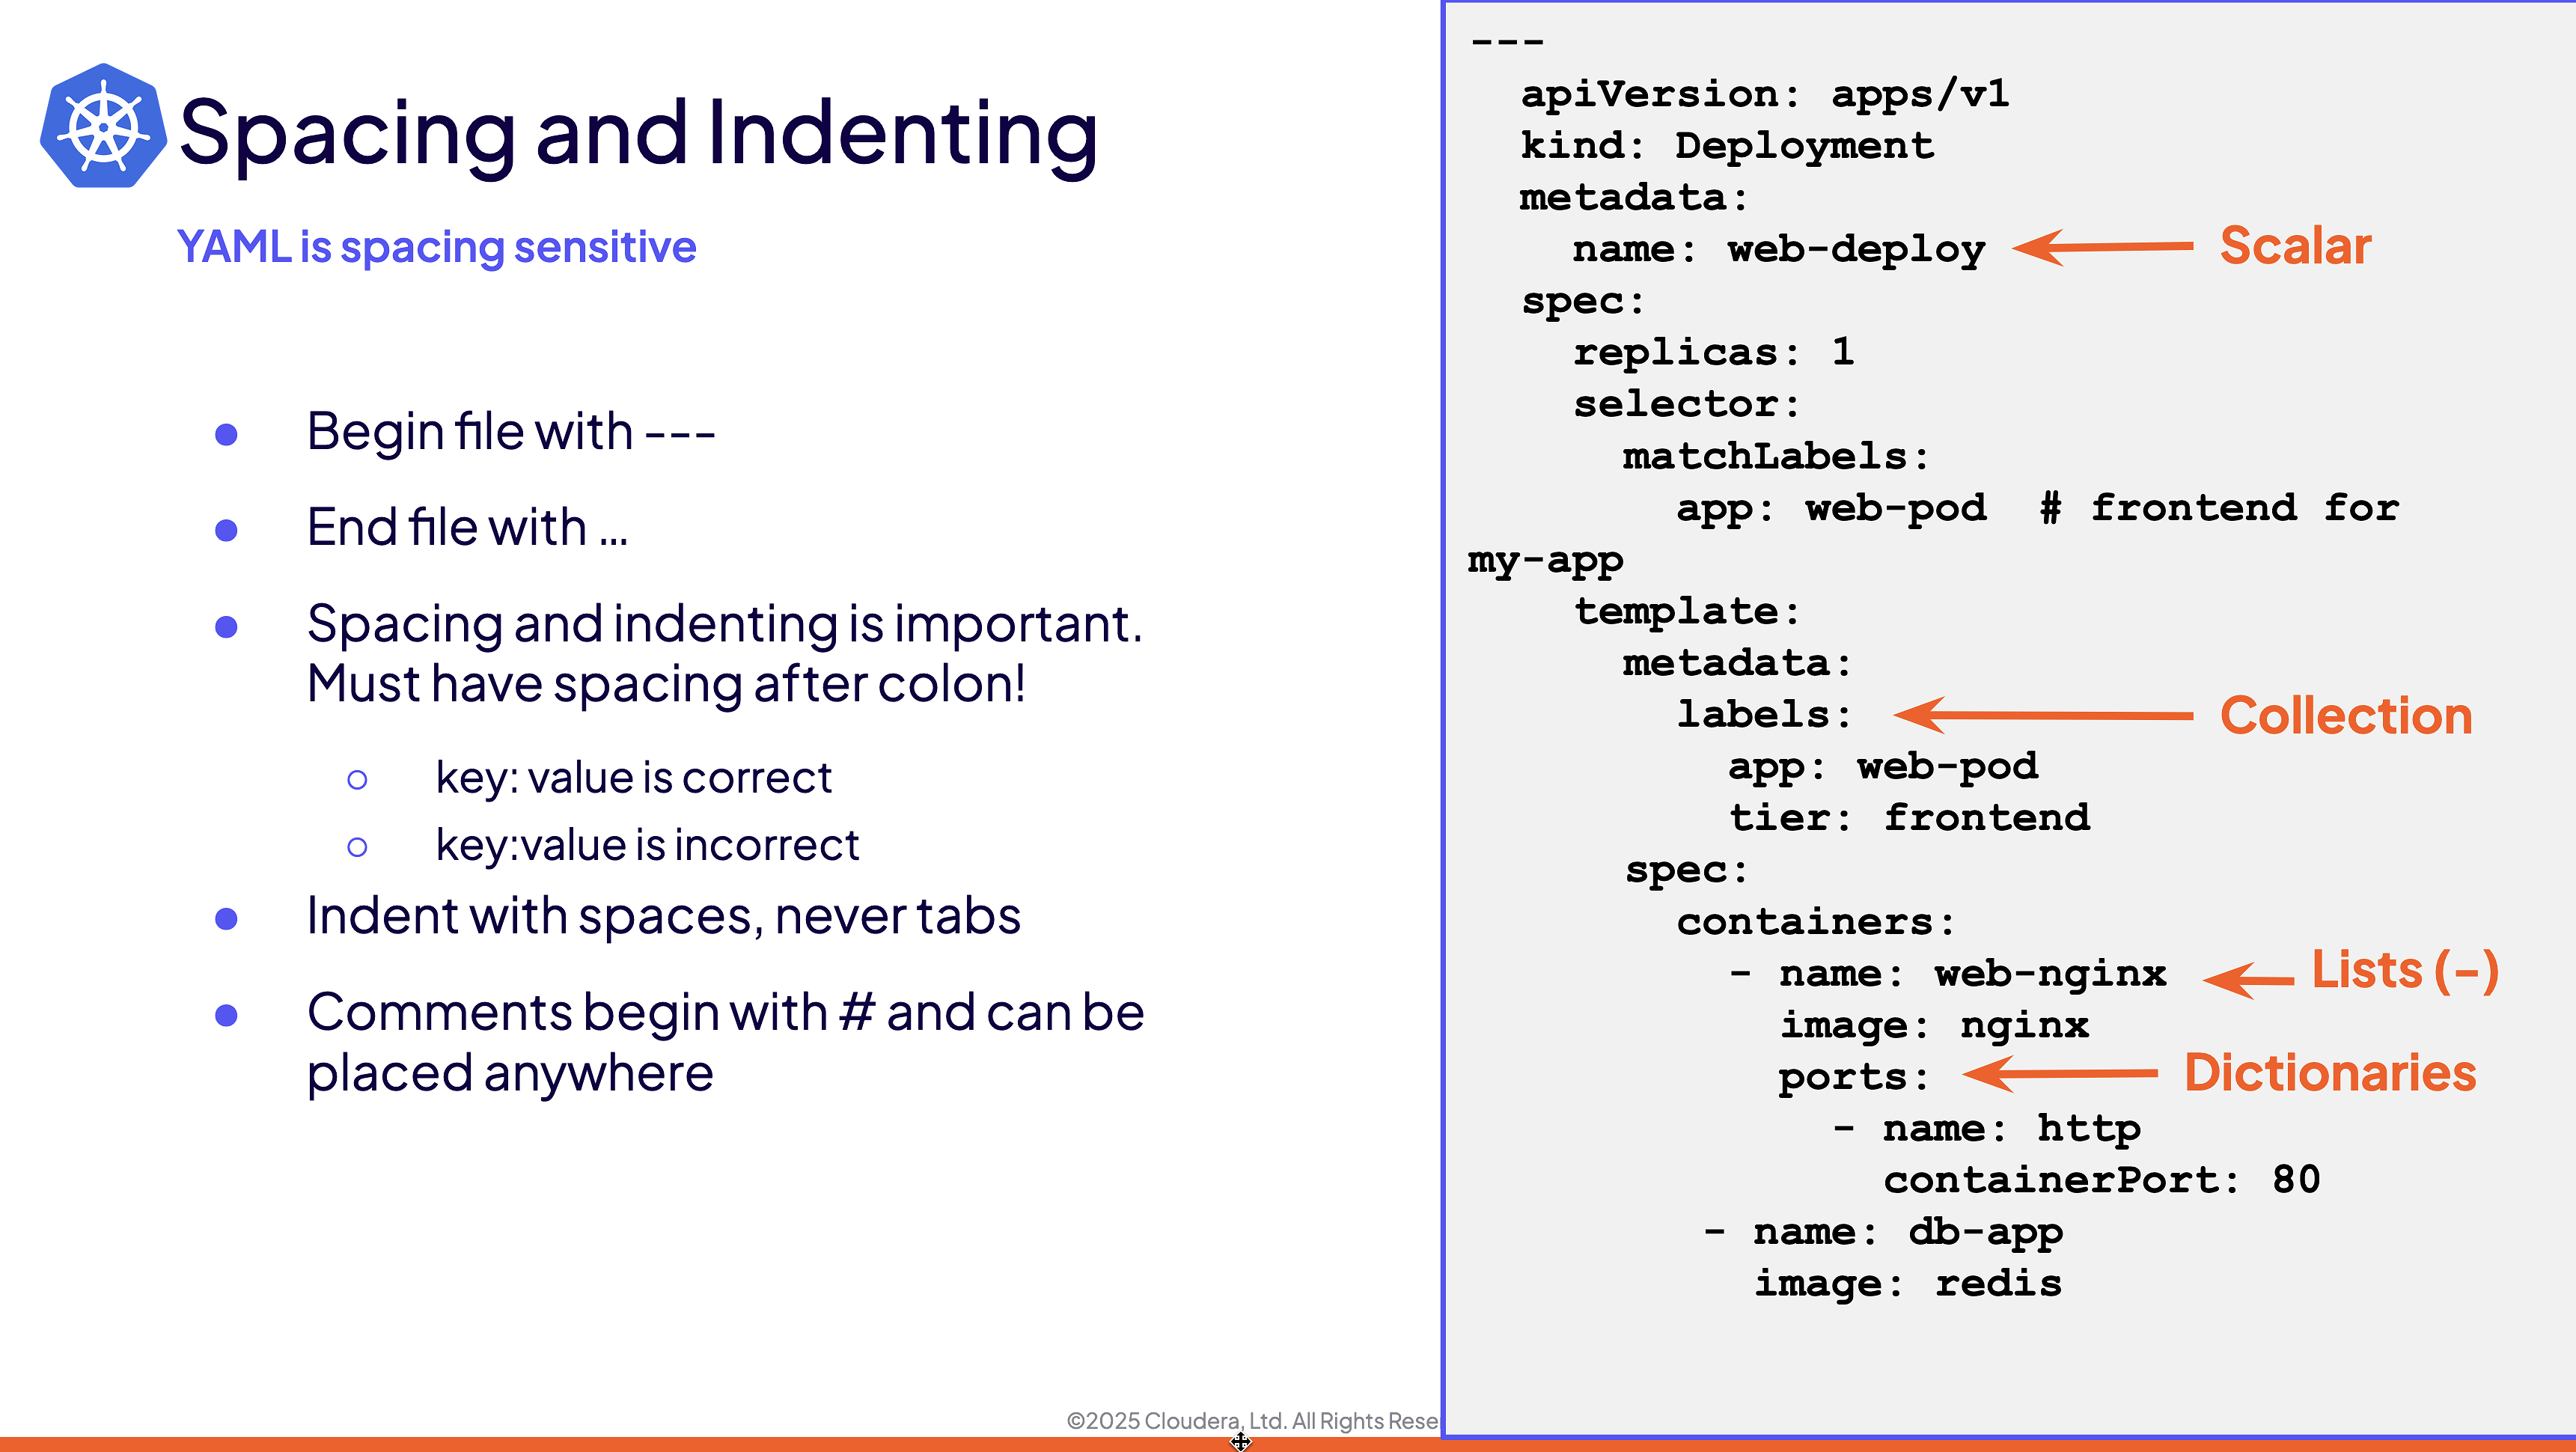 Spacing and Indenting
YAML is spacing sensitive
● Begin file with ---
● End file with ...
● Spacing and indenting is important.
Must have spacing after colon!
○ key: value is correct
○ key:value is incorrect
● Indent with spaces, never tabs
● Comments begin with # and can be
placed anywhere
---
  apiVersion: apps/v1
  kind: Deployment
  metadata:
    name: web-deploy
Scalar
  spec:
    replicas: 1
    selector:
      matchLabels:
        app: web-pod  # frontend for
my-app
    template:
      metadata:
        labels:
Collection
          app: web-pod
          tier: frontend
      spec:
        containers:
          - name: web-nginx
Lists (-)
            image: nginx
            ports:
Dictionaries
              - name: http
                containerPort: 80
         - name: db-app
           image: redis
©2025 Cloudera, Ltd. All Rights Rese